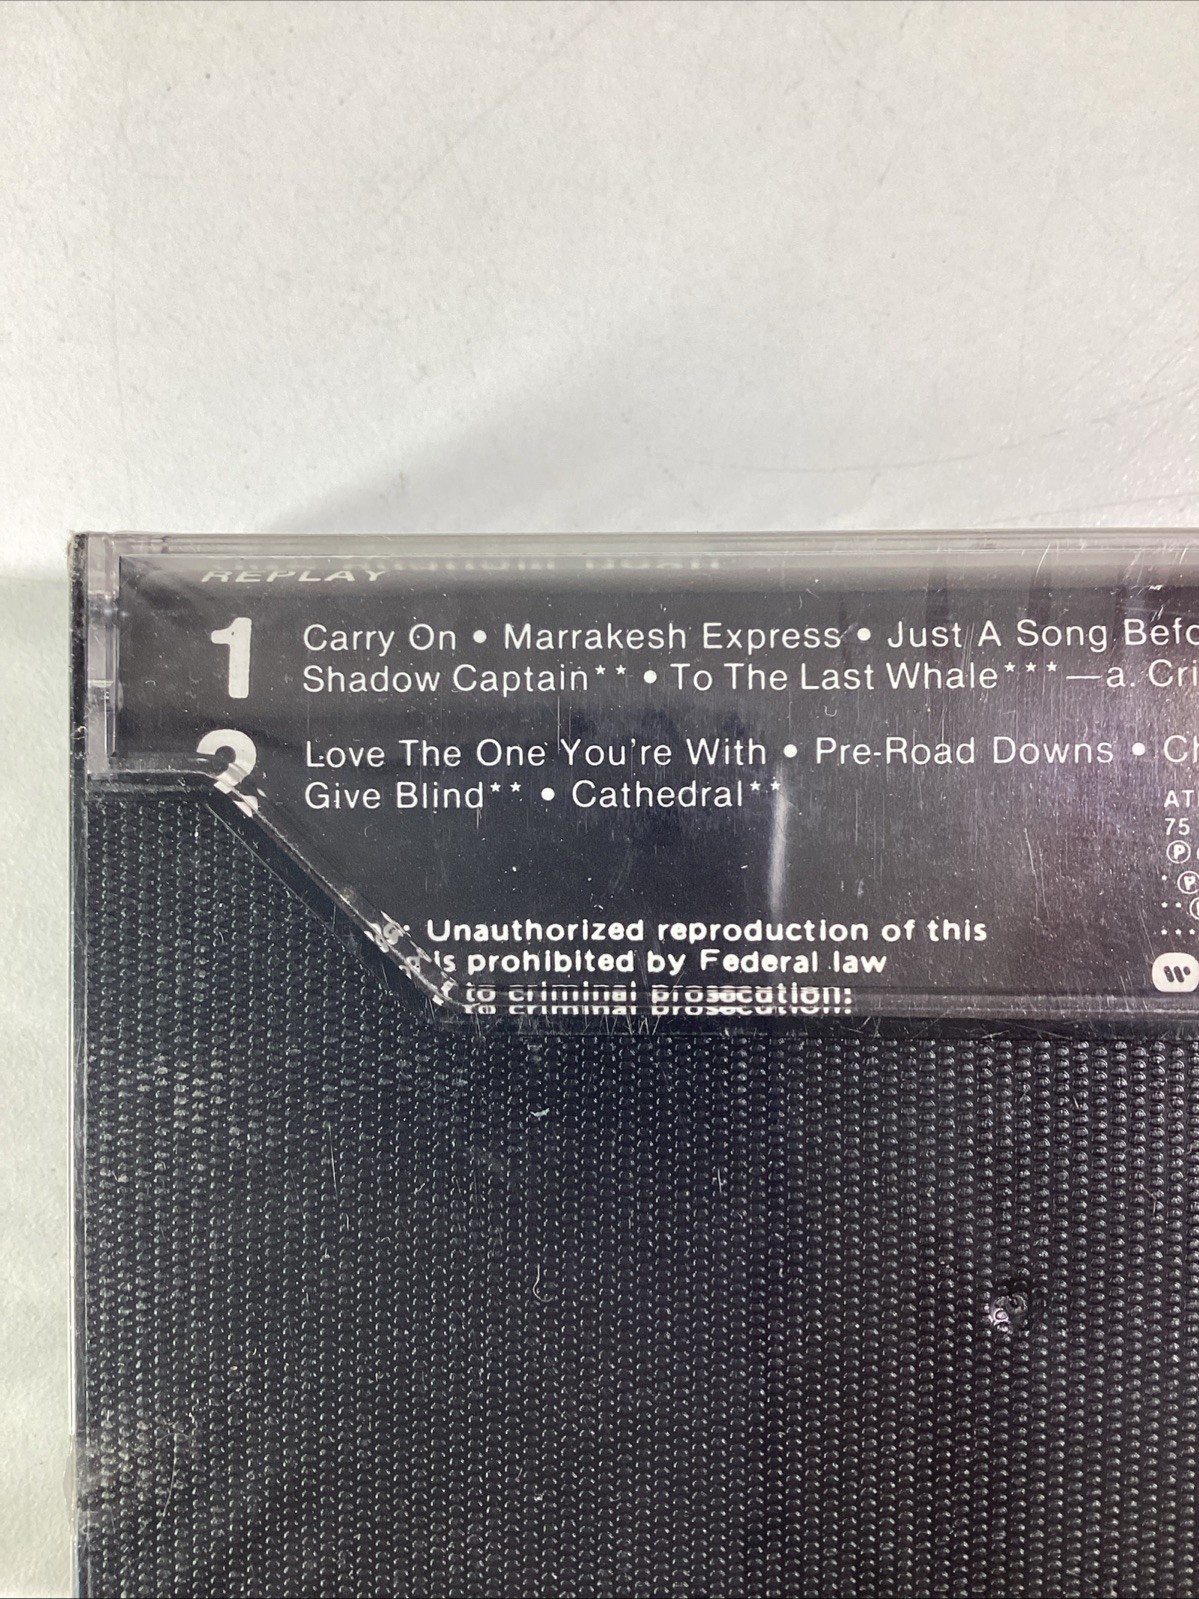 REPLAY
1 Carry On • Marrakesh Express • Just A Song Befo
Shadow Captain** • To The Last Whale***—a. Cri
2 Love The One You're With • Pre-Road Downs • Cl
Give Blind** • Cathedral**
AT
75
Ⓟ
• Ⓟ
••
•••
Unauthorized reproduction of this
is prohibited by Federal law
to criminal prosecution: